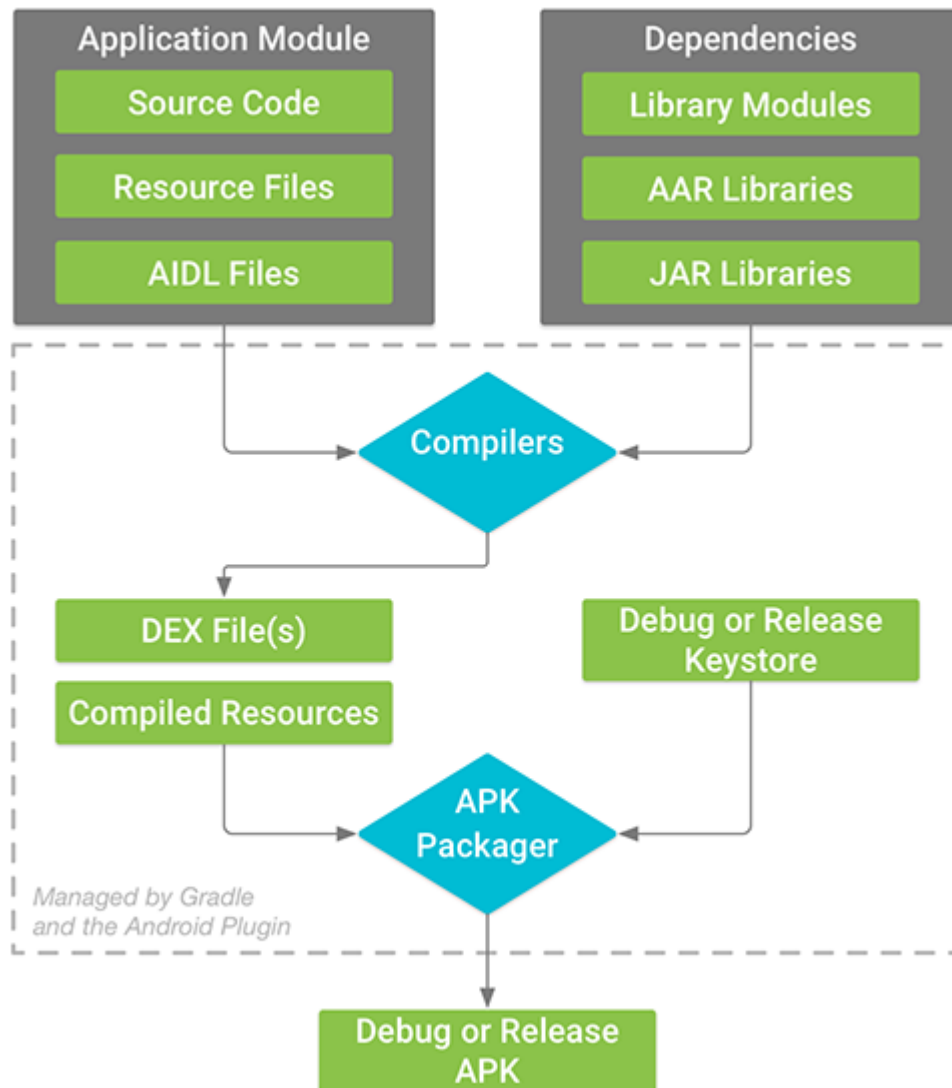 Application Module
Source Code
Resource Files
AIDL Files
Dependencies
Library Modules
AAR Libraries
JAR Libraries
Compilers
DEX File(s)
Compiled Resources
Debug or Release
Keystore
APK
Packager
Managed by Gradle
and the Android Plugin
Debug or Release
APK